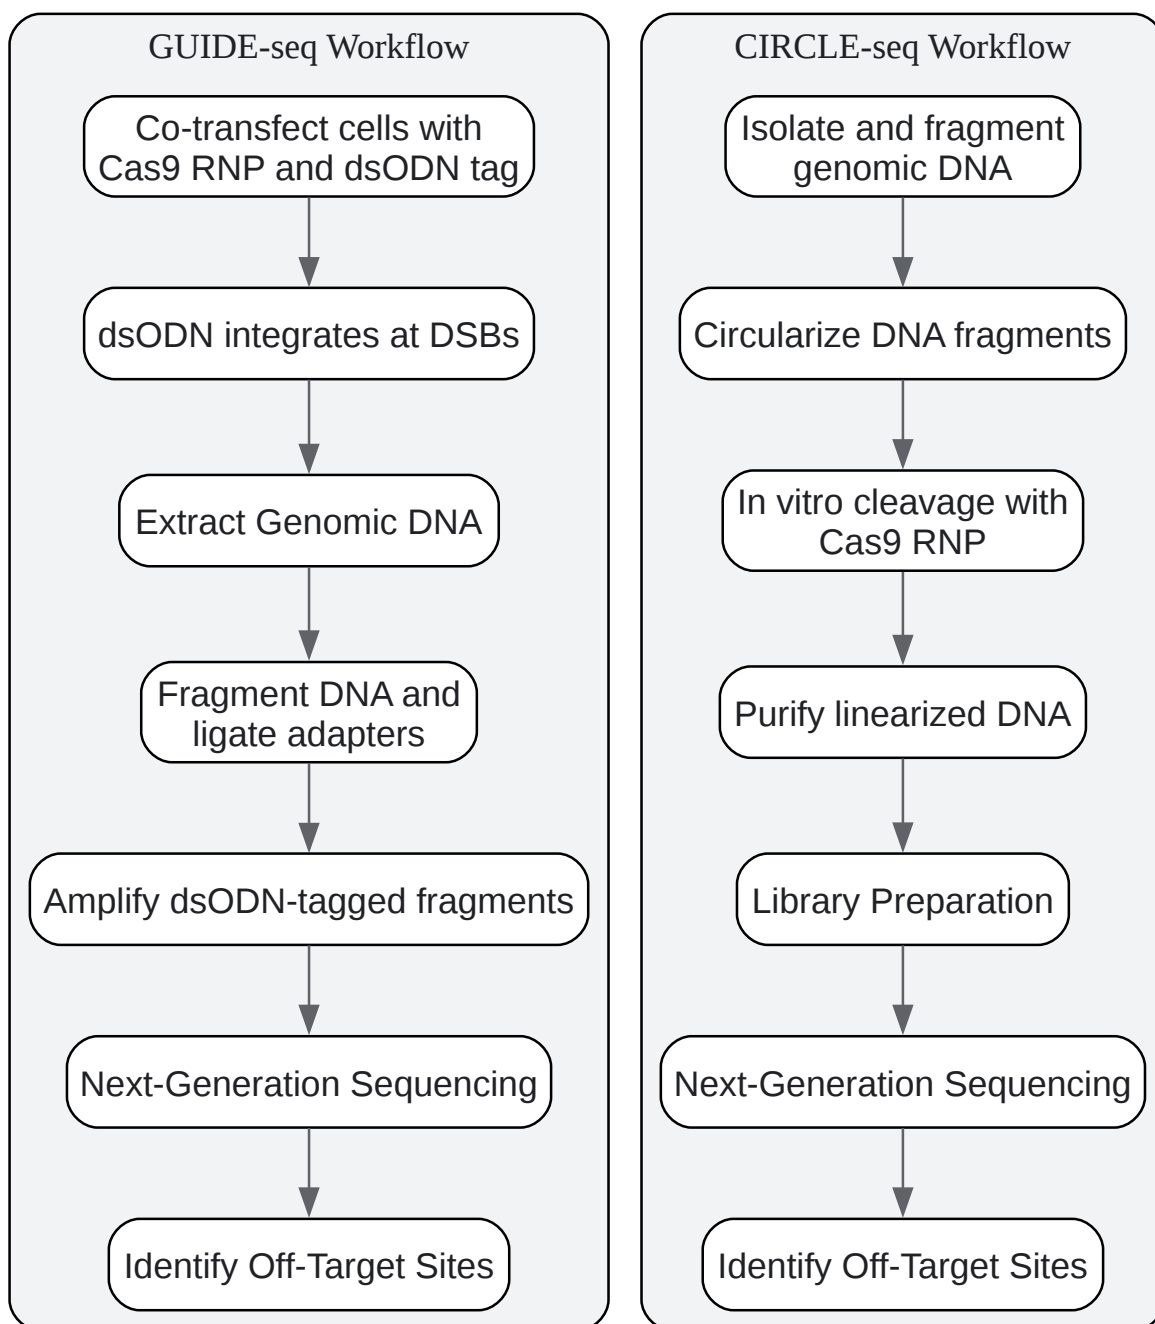 GUIDE-seq Workflow
Co-transfect cells with
Cas9 RNP and dsODN tag
dsODN integrates at DSBs
Extract Genomic DNA
Fragment DNA and
ligate adapters
Amplify dsODN-tagged fragments
Next-Generation Sequencing
Identify Off-Target Sites
CIRCLE-seq Workflow
Isolate and fragment
genomic DNA
Circularize DNA fragments
In vitro cleavage with
Cas9 RNP
Purify linearized DNA
Library Preparation
Next-Generation Sequencing
Identify Off-Target Sites